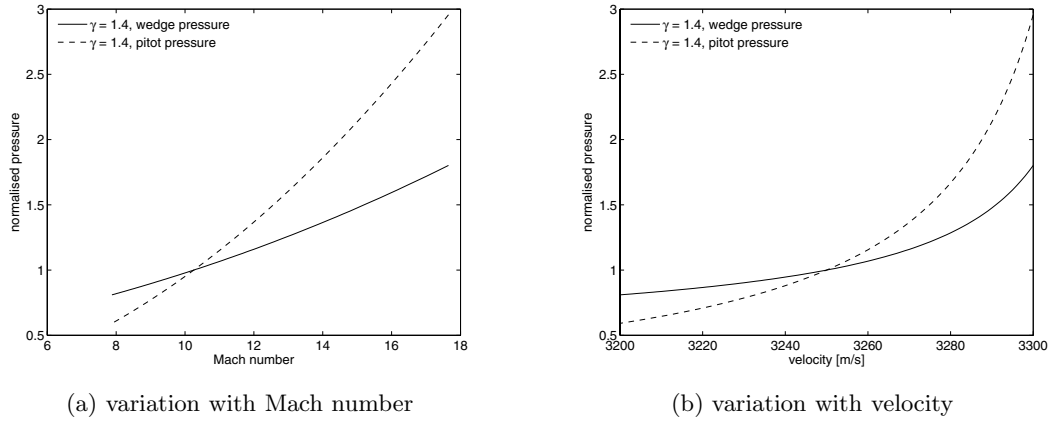 3
2.5
2
1.5
1
0.5
normalised pressure
γ = 1.4, wedge pressure
γ = 1.4, pitot pressure
6 8 10 12 14 16 18
Mach number
(a) variation with Mach number
3
2.5
2
1.5
1
0.5
normalised pressure
γ = 1.4, wedge pressure
γ = 1.4, pitot pressure
3200 3220 3240 3260 3280 3300
velocity [m/s]
(b) variation with velocity